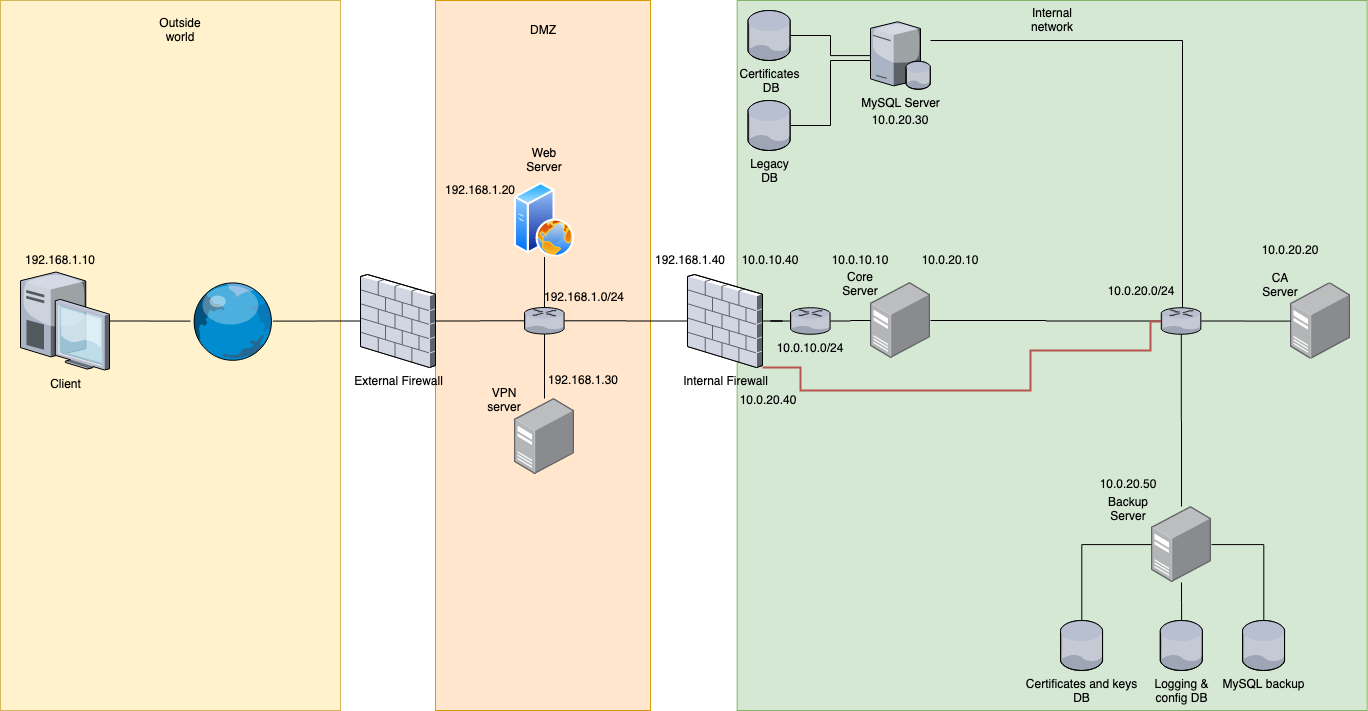 Outside
world
192.168.1.10
Client
External Firewall
DMZ
Web
Server
192.168.1.20
192.168.1.0/24
192.168.1.30
VPN
server
Internal
network
Certificates
DB
Legacy
DB
MySQL Server
10.0.20.30
192.168.1.40
10.0.10.40
Internal Firewall
10.0.20.40
10.0.10.0/24
10.0.10.10
Core
Server
10.0.20.10
10.0.20.0/24
10.0.20.20
CA
Server
10.0.20.50
Backup
Server
Certificates and keys
DB
Logging &
config DB
MySQL backup